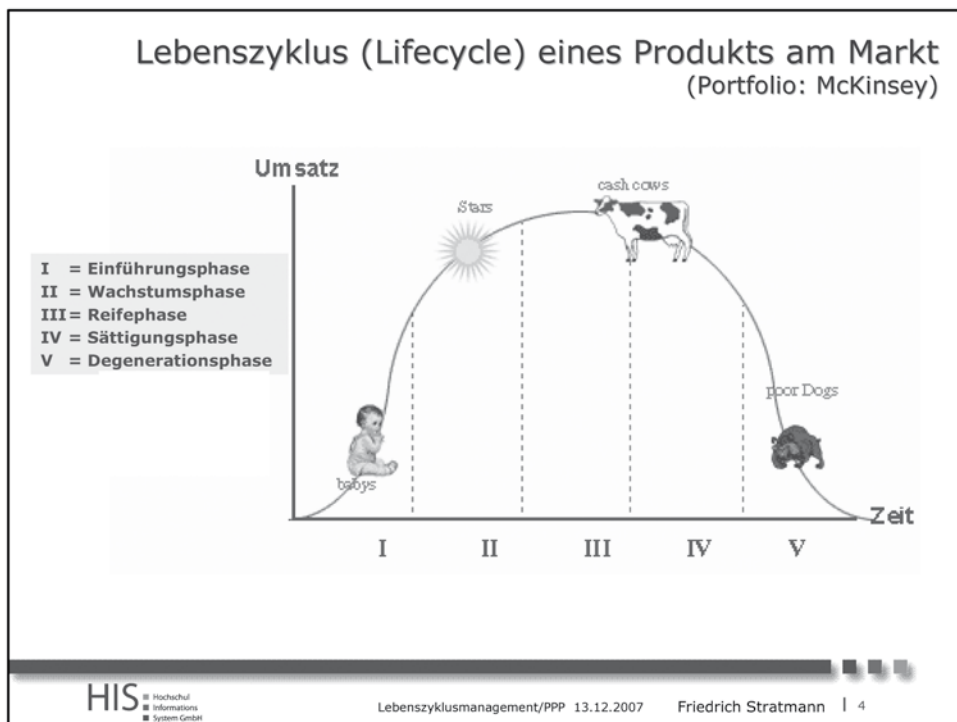 Lebenszyklus (Lifecycle) eines Produkts am Markt
(Portfolio: McKinsey)
Umsatz
Stars
cash cows
I = Einführungsphase
II = Wachstumsphase
III = Reifephase
IV = Sättigungsphase
V = Degenerationsphase
babys
poor Dogs
Zeit
I II III IV V
HIS Hochschul
Informations
System GmbH
Lebenszyklusmanagement/PPP 13.12.2007 Friedrich Stratmann | 4